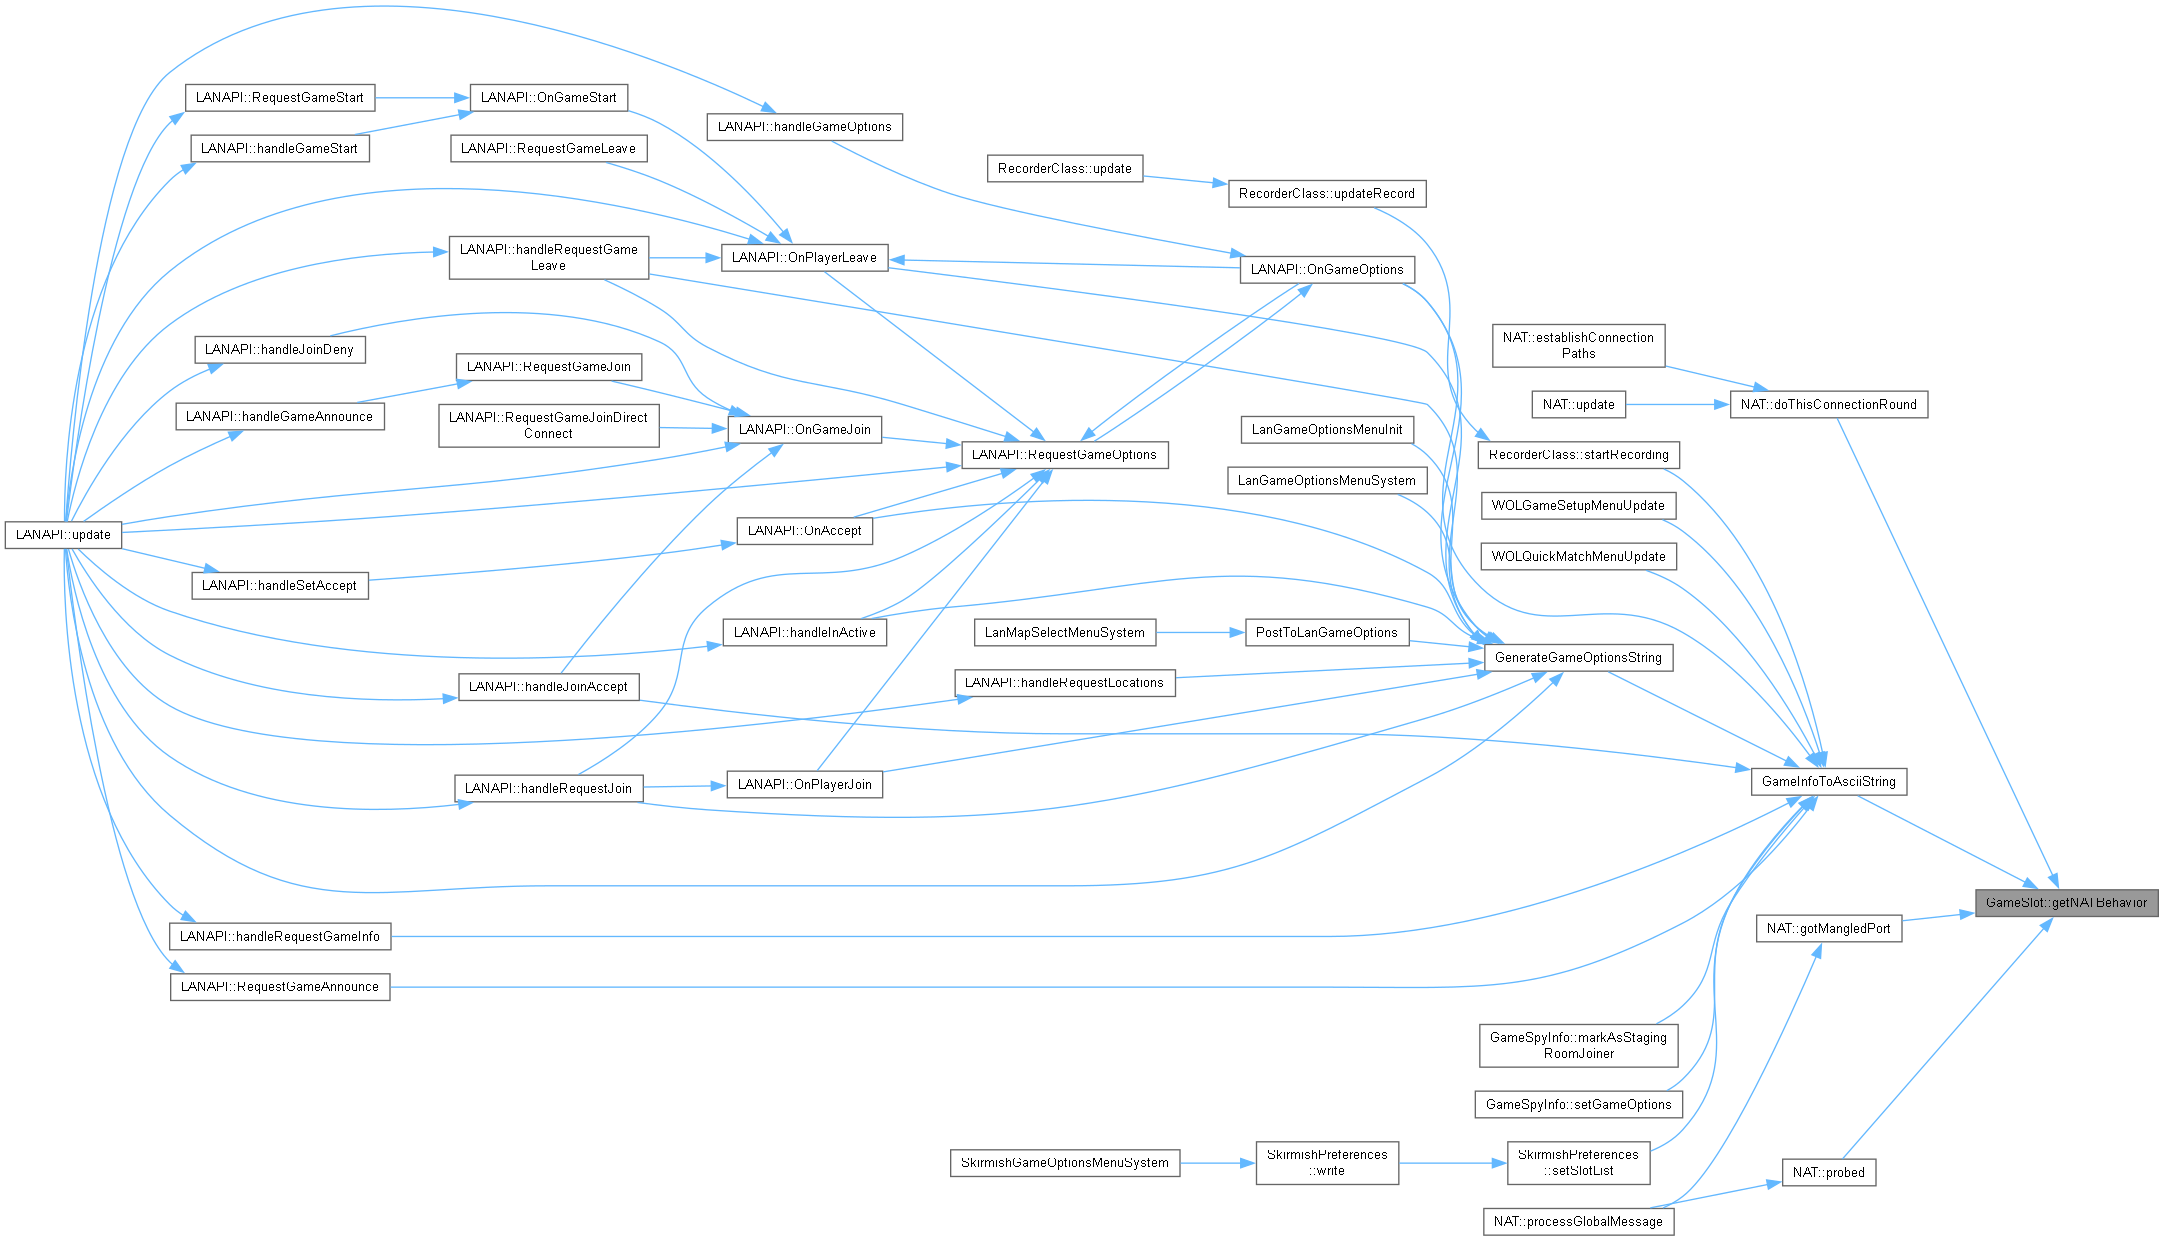 LANAPI::RequestGameStart
LANAPI::OnGameStart
LANAPI::handleGameOptions
LANAPI::handleGameStart
LANAPI::RequestGameLeave
RecorderClass::update
RecorderClass::updateRecord
LANAPI::handleRequestGame
Leave
LANAPI::OnPlayerLeave
LANAPI::OnGameOptions
NAT::establishConnection
Paths
LANAPI::handleJoinDeny
LANAPI::RequestGameJoin
NAT::update
NAT::doThisConnectionRound
LANAPI::handleGameAnnounce
LANAPI::RequestGameJoinDirect
Connect
LANAPI::OnGameJoin
LanGameOptionsMenuInit
LANAPI::RequestGameOptions
RecorderClass::startRecording
LanGameOptionsMenuSystem
WOLGameSetupMenuUpdate
LANAPI::update
LANAPI::OnAccept
WOLQuickMatchMenuUpdate
LANAPI::handleSetAccept
LANAPI::handleInActive
LanMapSelectMenuSystem
PostToLanGameOptions
GenerateGameOptionsString
LANAPI::handleJoinAccept
LANAPI::handleRequestLocations
LANAPI::handleRequestJoin
LANAPI::OnPlayerJoin
GameInfoToAsciiString
GameSlot::getNATBehavior
LANAPI::handleRequestGameInfo
NAT::gotMangledPort
LANAPI::RequestGameAnnounce
GameSpyInfo::markAsStaging
RoomJoiner
GameSpyInfo::setGameOptions
SkirmishGameOptionsMenuSystem
SkirmishPreferences
::write
SkirmishPreferences
::setSlotList
NAT::probed
NAT::processGlobalMessage